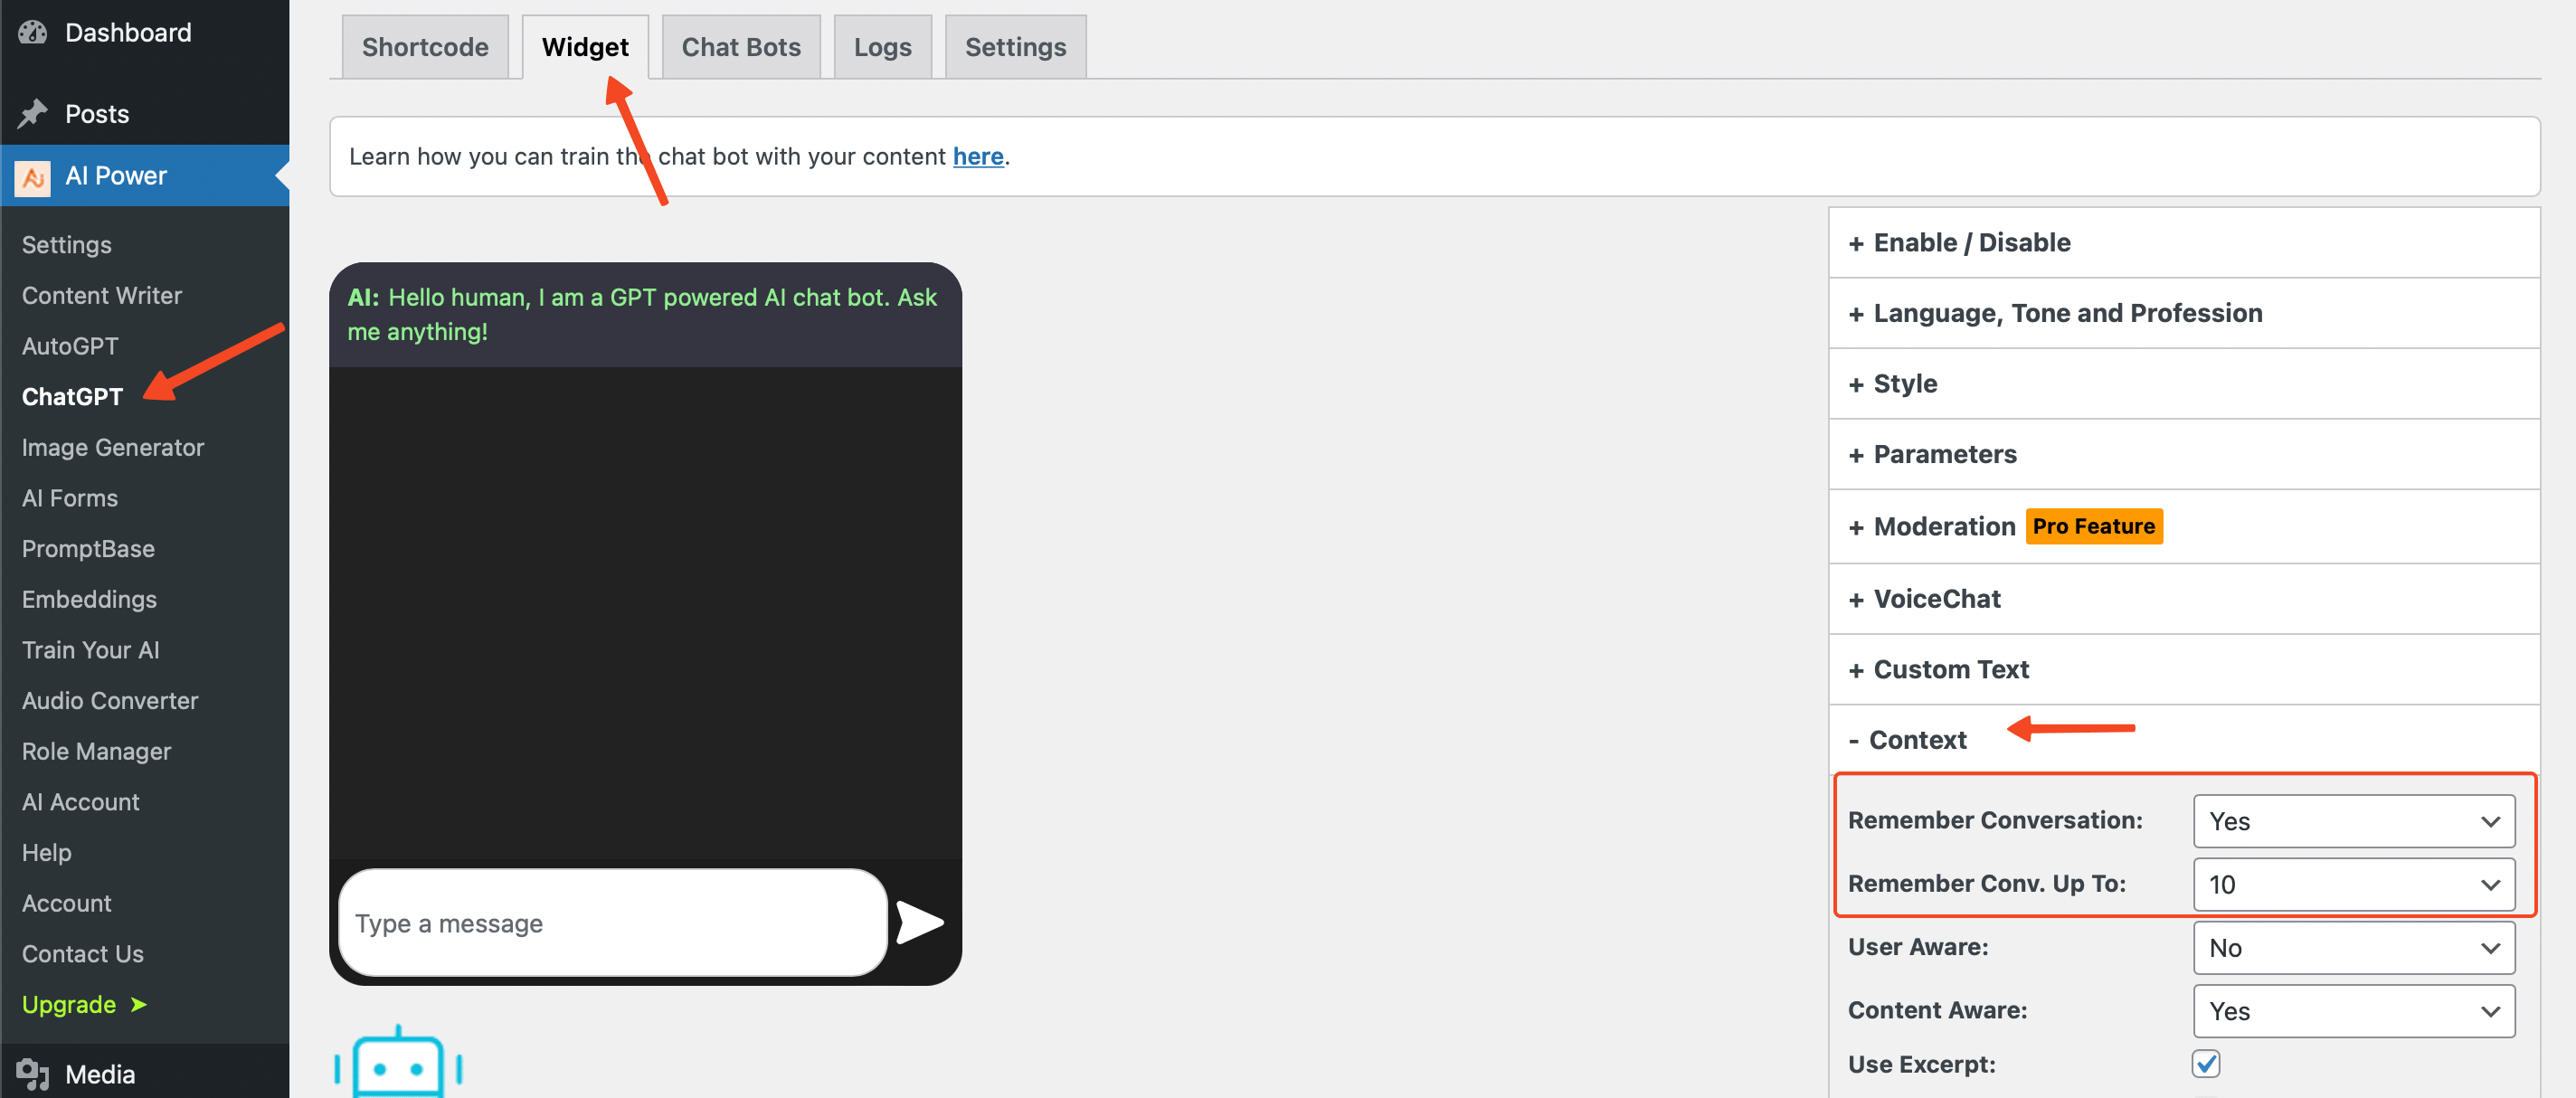 Dashboard
Posts
AI Power
Settings
Content Writer
AutoGPT
ChatGPT
Image Generator
AI Forms
PromptBase
Embeddings
Train Your AI
Audio Converter
Role Manager
AI Account
Help
Account
Contact Us
Upgrade ➤
Media
Shortcode
Widget
Chat Bots
Logs
Settings
Learn how you can train the chat bot with your content here.
AI: Hello human, I am a GPT powered AI chat bot. Ask
me anything!
Type a message
+ Enable / Disable
+ Language, Tone and Profession
+ Style
+ Parameters
+ Moderation Pro Feature
+ VoiceChat
+ Custom Text
- Context
Remember Conversation: Yes
Remember Conv. Up To: 10
User Aware: No
Content Aware: Yes
Use Excerpt: